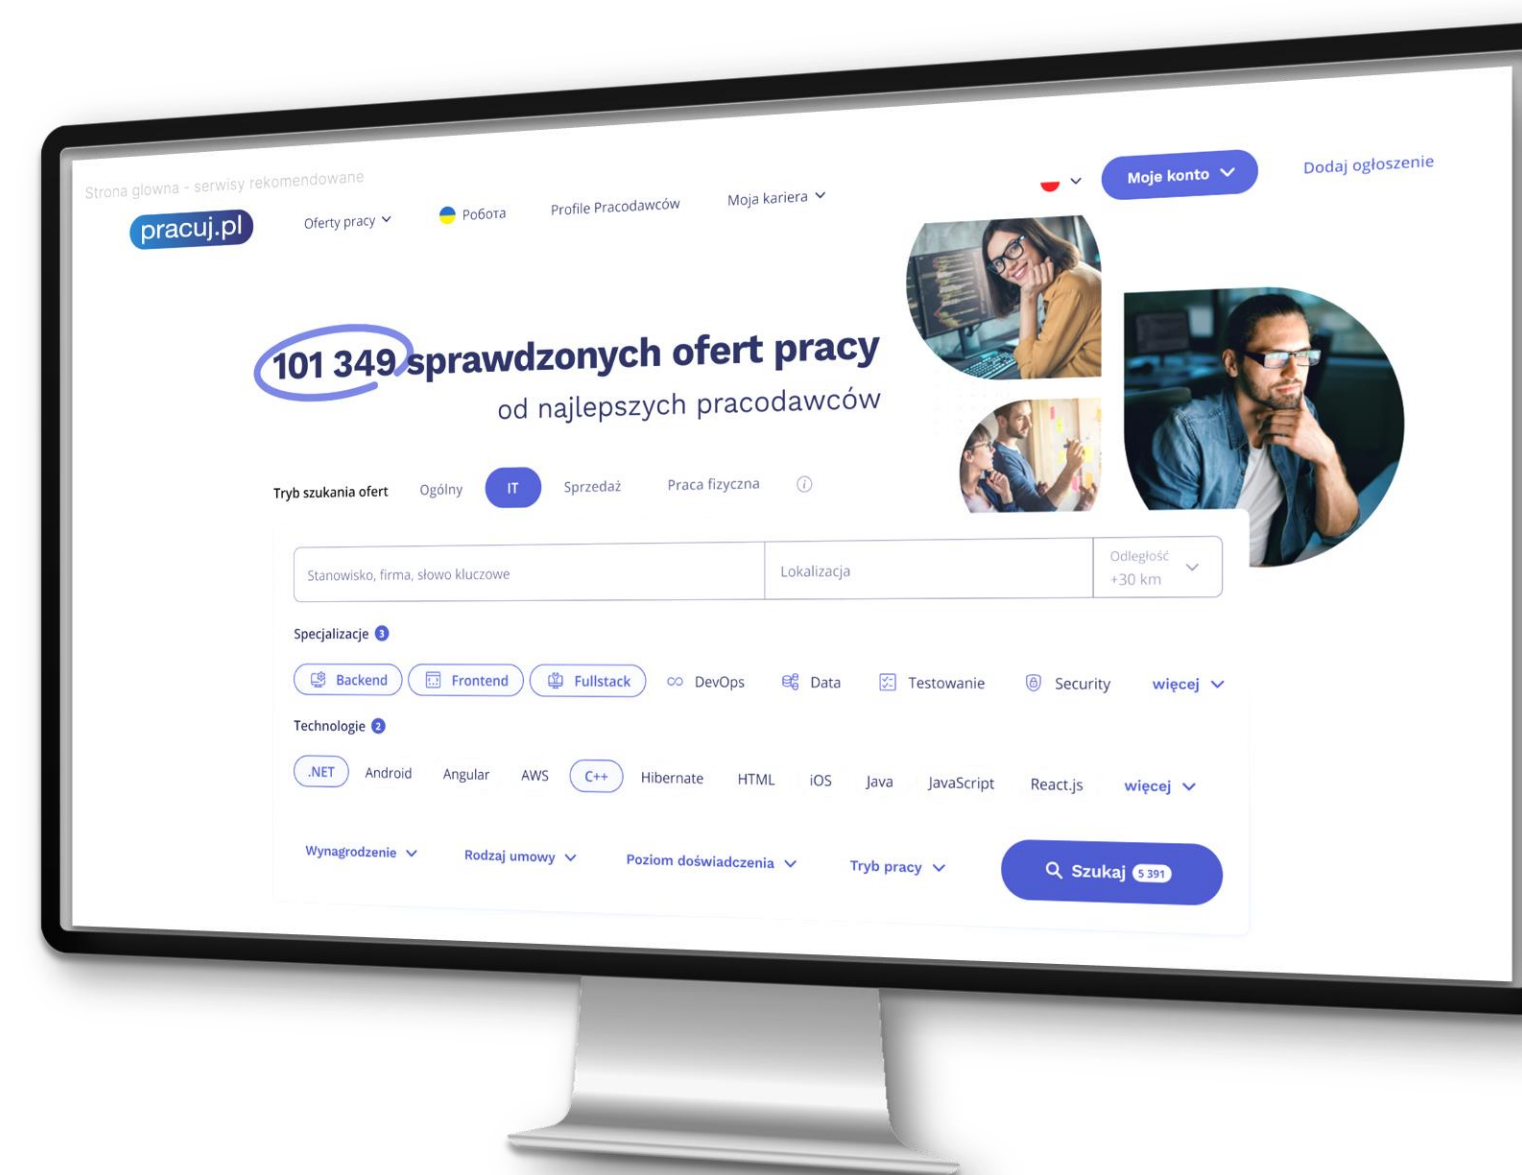 Strona glowna - serwisy rekomendowane
pracuj.pl
Oferty pracy
Робота
Profile Pracodawców
Moja kariera
Moje konto
Dodaj ogłoszenie
101 349 sprawdzonych ofert pracy
od najlepszych pracodawców
Tryb szukania ofert Ogólny IT Sprzedaż Praca fizyczna i
Stanowisko, firma, słowo kluczowe
Lokalizacja
Odległość
+30 km
Specjalizacje 3
Backend Frontend Fullstack DevOps Data Testowanie Security więcej
Technologie 2
.NET Android Angular AWS C++ Hibernate HTML iOS Java JavaScript React.js więcej
Wynagrodzenie Rodzaj umowy Poziom doświadczenia Tryb pracy Szukaj 5 391